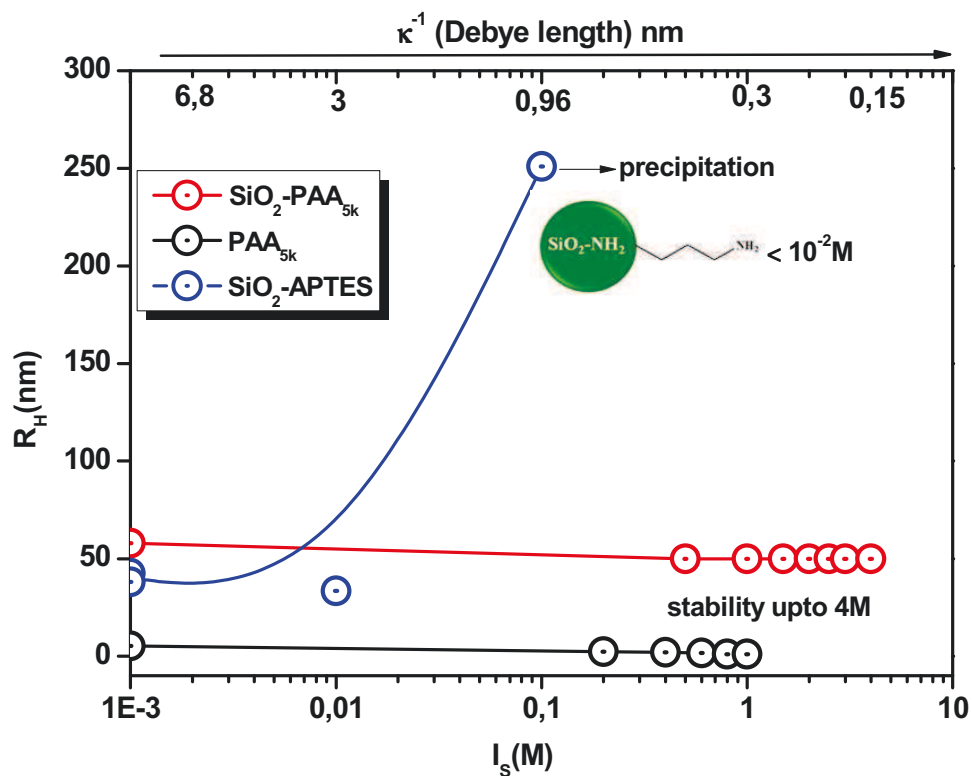 κ⁻¹ (Debye length) nm
6,8 3 0,96 0,3 0,15
300
250
200
150
100
50
0
R_H(nm)
SiO₂-PAA₅ₖ
PAA₅ₖ
SiO₂-APTES
precipitation
SiO₂-NH₂
NH₂
< 10⁻²M
stability upto 4M
1E-3 0,01 0,1 1 10
I_S(M)